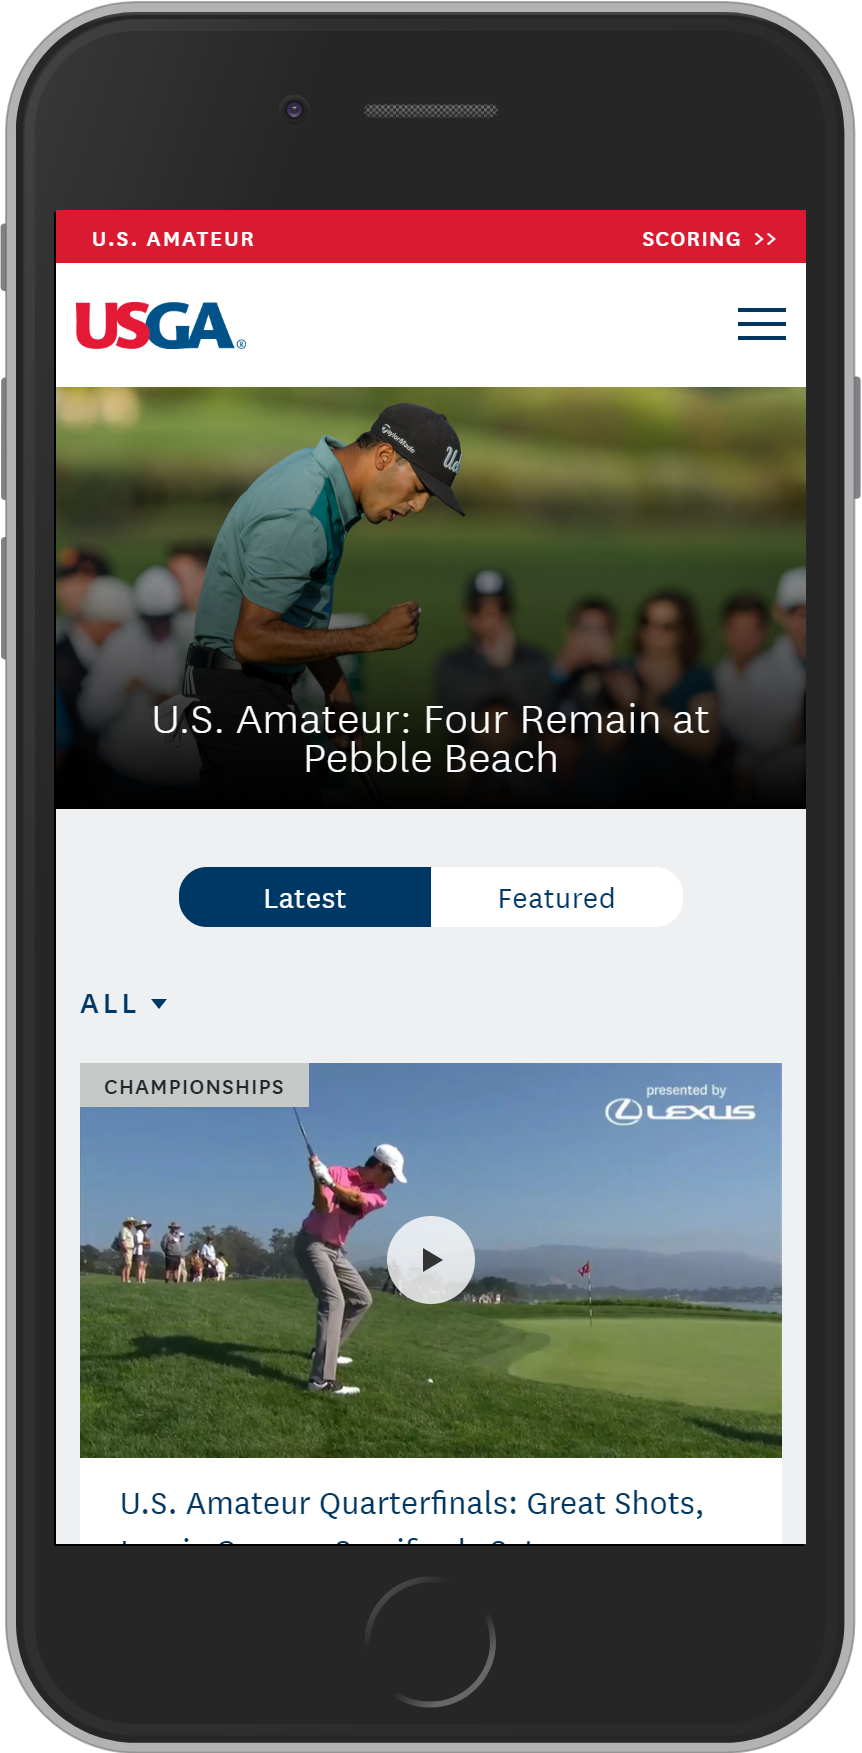 U.S. AMATEUR
SCORING >>
USGA®
TaylorMade
U.S. Amateur: Four Remain at
Pebble Beach
Latest
Featured
ALL
CHAMPIONSHIPS
presented by
LEXUS
U.S. Amateur Quarterfinals: Great Shots,